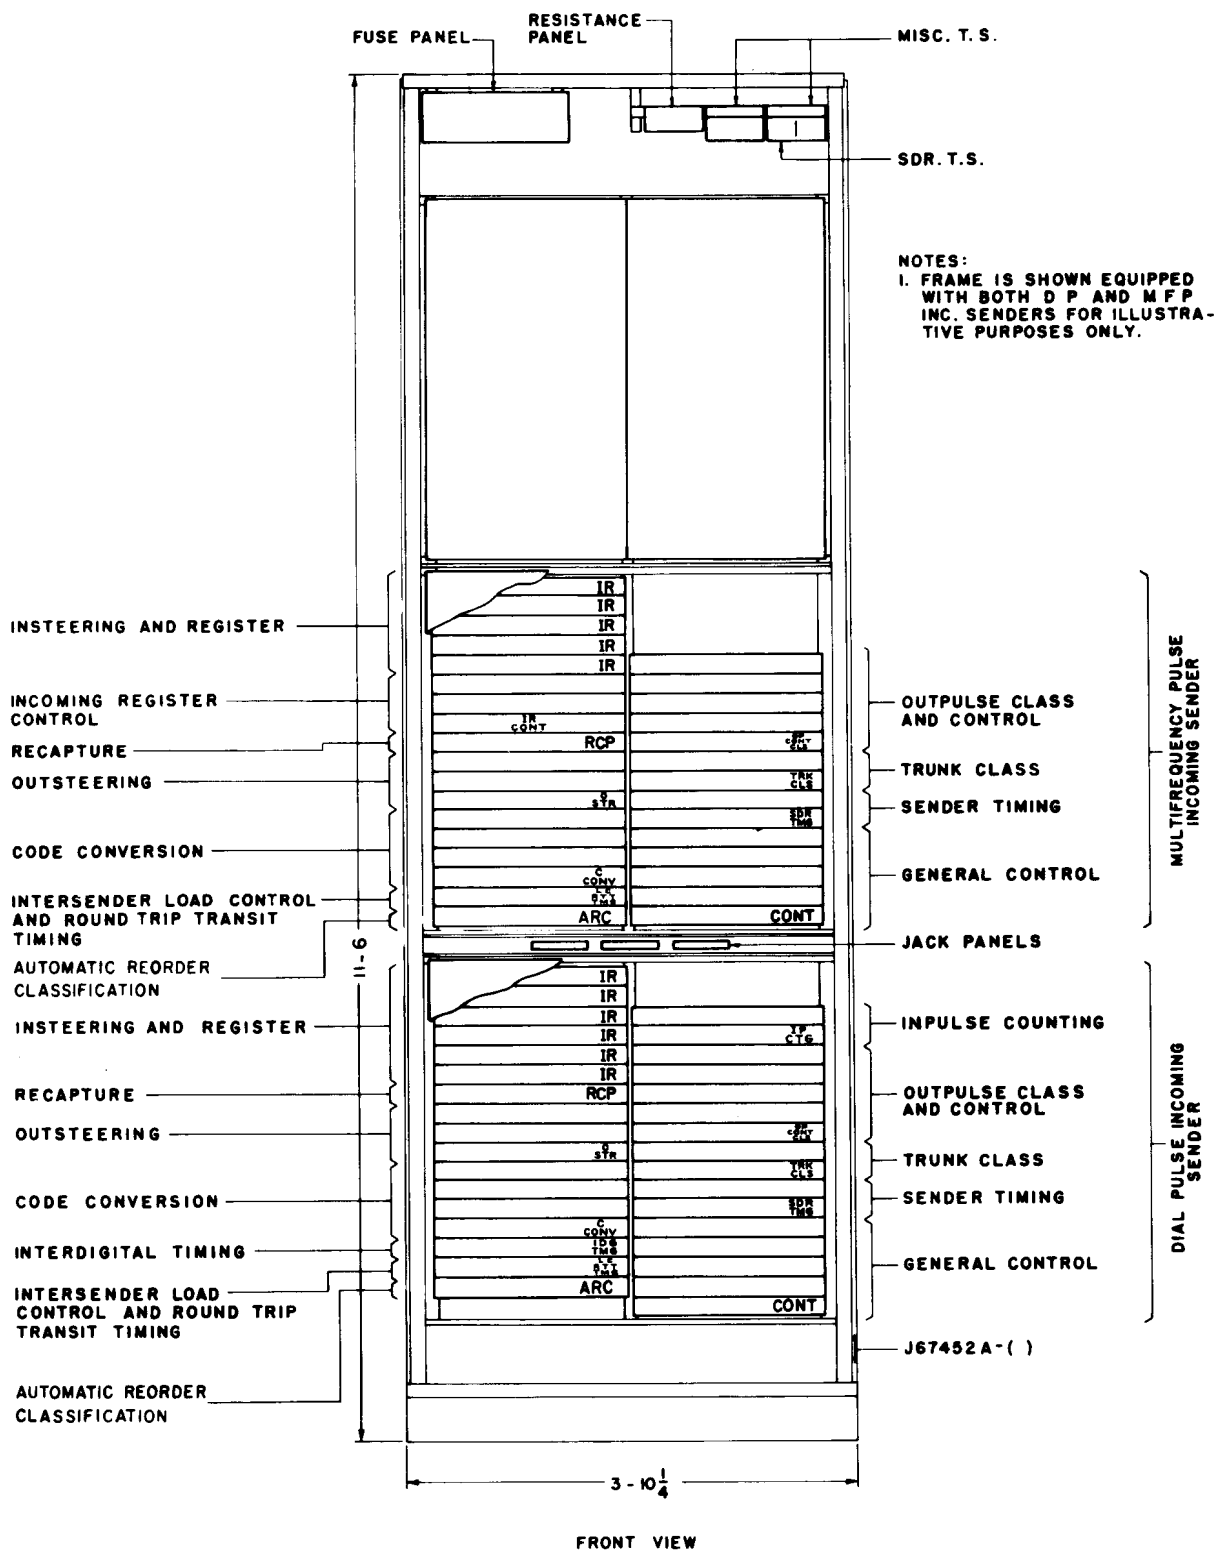 RESISTANCE
PANEL
FUSE PANEL
MISC. T. S.
1
SDR. T.S.
NOTES:
1. FRAME IS SHOWN EQUIPPED
WITH BOTH D P AND M F P
INC. SENDERS FOR ILLUSTRA-
TIVE PURPOSES ONLY.
INSTEERING AND REGISTER
INCOMING REGISTER
CONTROL
RECAPTURE
OUTSTEERING
CODE CONVERSION
INTERSENDER LOAD CONTROL
AND ROUND TRIP TRANSIT
TIMING
AUTOMATIC REORDER
CLASSIFICATION
IR
IR
IR
IR
IR
IR
CONT
RCP
O
STR
C
CONV
ARC
OP
CONT
CLS
TRK
CLS
SDR
TMG
CONT
OUTPULSE CLASS
AND CONTROL
TRUNK CLASS
SENDER TIMING
GENERAL CONTROL
JACK PANELS
MULTIFREQUENCY PULSE
INCOMING SENDER
11-6
INSTEERING AND REGISTER
RECAPTURE
OUTSTEERING
CODE CONVERSION
INTERDIGITAL TIMING
INTERSENDER LOAD
CONTROL AND ROUND TRIP
TRANSIT TIMING
AUTOMATIC REORDER
CLASSIFICATION
IR
IR
IR
IR
IR
IR
RCP
O
STR
C
CONV
IDG
TMG
ARC
IP
CTG
OP
CONT
CLS
TRK
CLS
SDR
TMG
CONT
INPULSE COUNTING
OUTPULSE CLASS
AND CONTROL
TRUNK CLASS
SENDER TIMING
GENERAL CONTROL
DIAL PULSE INCOMING
SENDER
J67452A-( )
3-10 1/4
FRONT VIEW